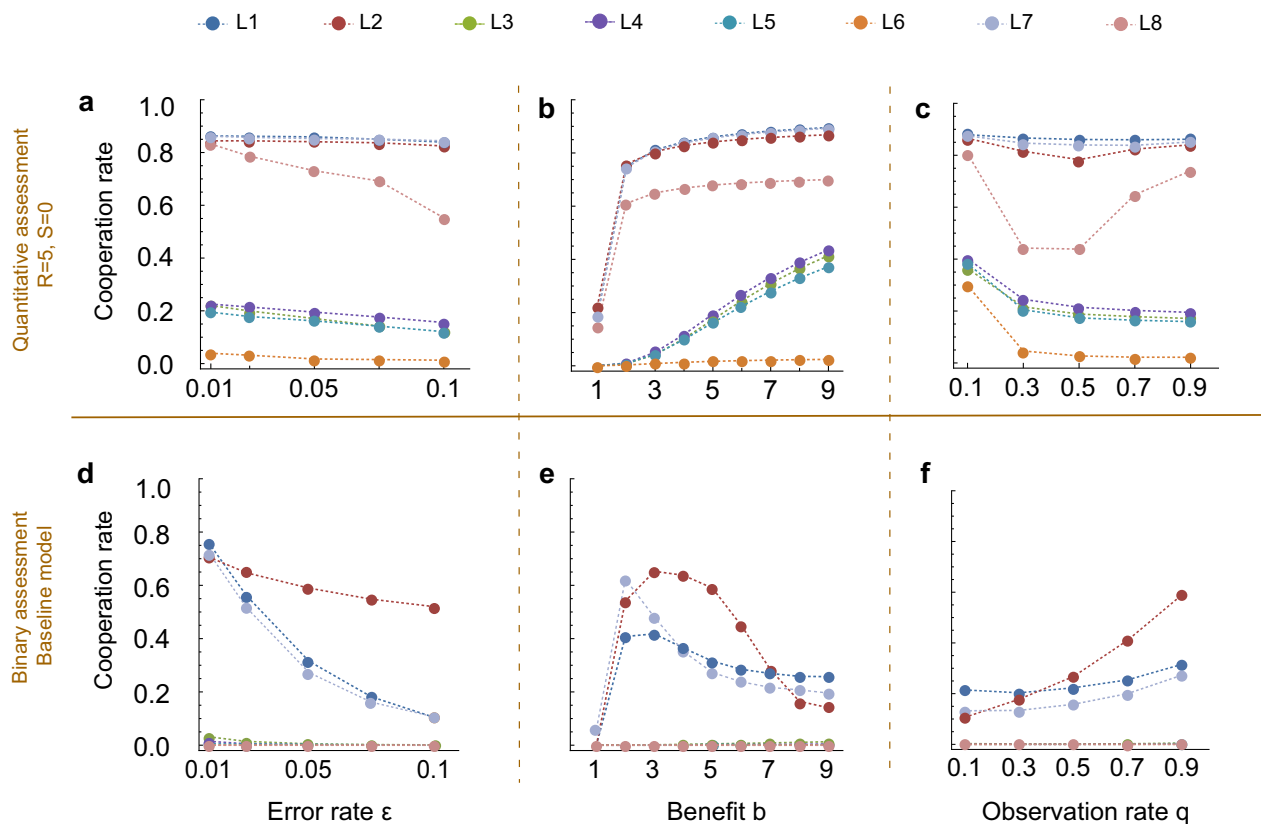 L1 L2 L3 L4 L5 L6 L7 L8
Quantitative assessment
R=5, S=0
a
Cooperation rate
1.0
0.8
0.6
0.4
0.2
0.0
0.01 0.05 0.1
b
1 3 5 7 9
c
0.1 0.3 0.5 0.7 0.9
Binary assessment
Baseline model
d
Cooperation rate
1.0
0.8
0.6
0.4
0.2
0.0
0.01 0.05 0.1
Error rate ε
e
1 3 5 7 9
Benefit b
f
0.1 0.3 0.5 0.7 0.9
Observation rate q